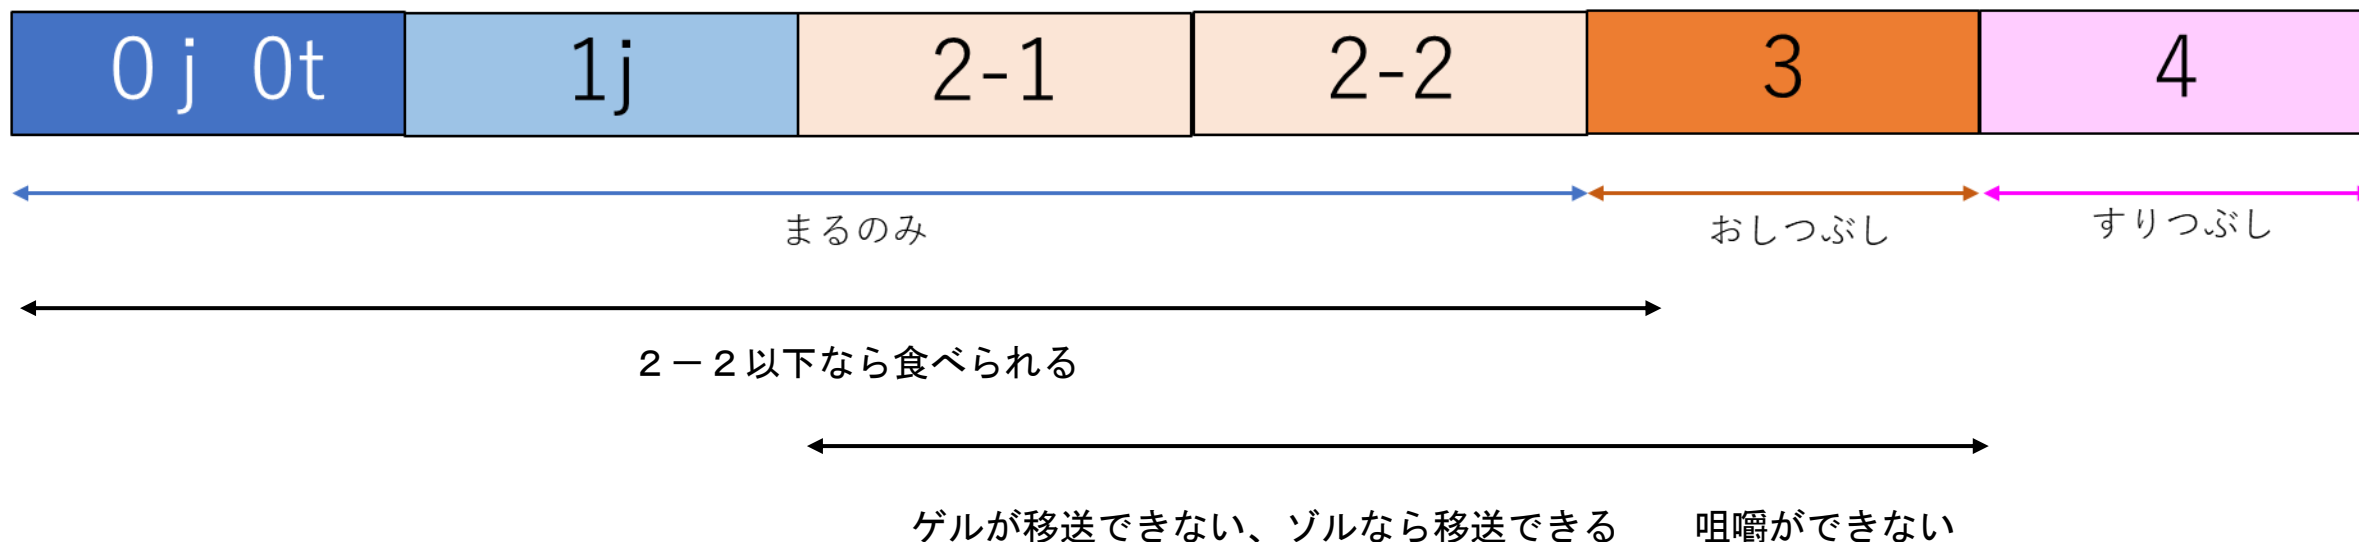 0j 0t 1j 2-1 2-2 3 4
まるのみ おしつぶし すりつぶし
２－２以下なら食べられる
ゲルが移送できない、ゾルなら移送できる 咀嚼ができない